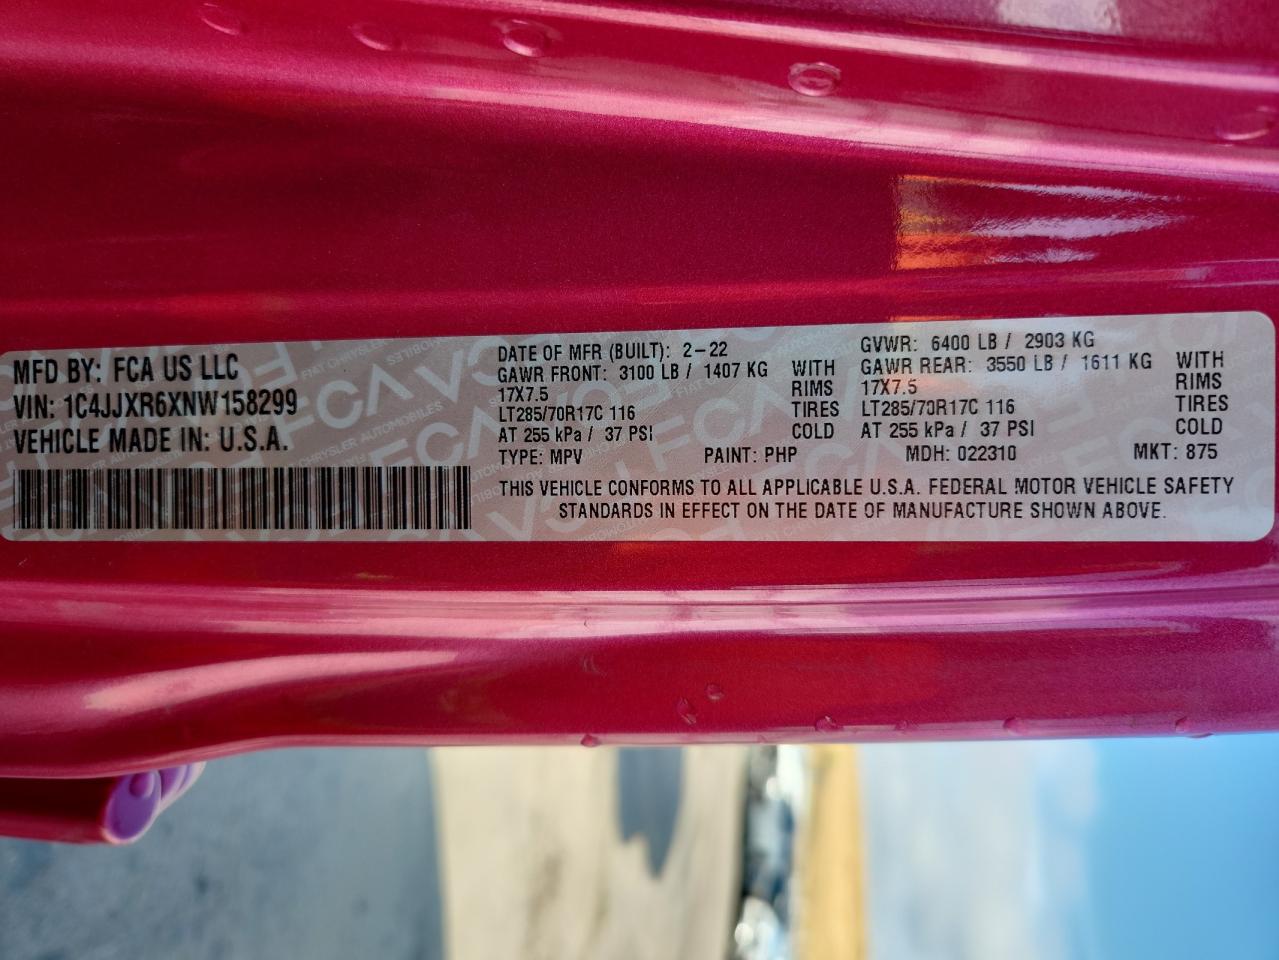 MFD BY: FCA US LLC
VIN: 1C4JJXR6XNW158299
VEHICLE MADE IN: U.S.A.
DATE OF MFR (BUILT): 2-22
GAWR FRONT: 3100 LB / 1407 KG WITH
17X7.5 RIMS
LT285/70R17C 116 TIRES
AT 255 kPa / 37 PSI COLD
GVWR: 6400 LB / 2903 KG
GAWR REAR: 3550 LB / 1611 KG WITH
17X7.5 RIMS
LT285/70R17C 116 TIRES
AT 255 kPa / 37 PSI COLD
TYPE: MPV PAINT: PHP MDH: 022310 MKT: 875
THIS VEHICLE CONFORMS TO ALL APPLICABLE U.S.A. FEDERAL MOTOR VEHICLE SAFETY
STANDARDS IN EFFECT ON THE DATE OF MANUFACTURE SHOWN ABOVE.